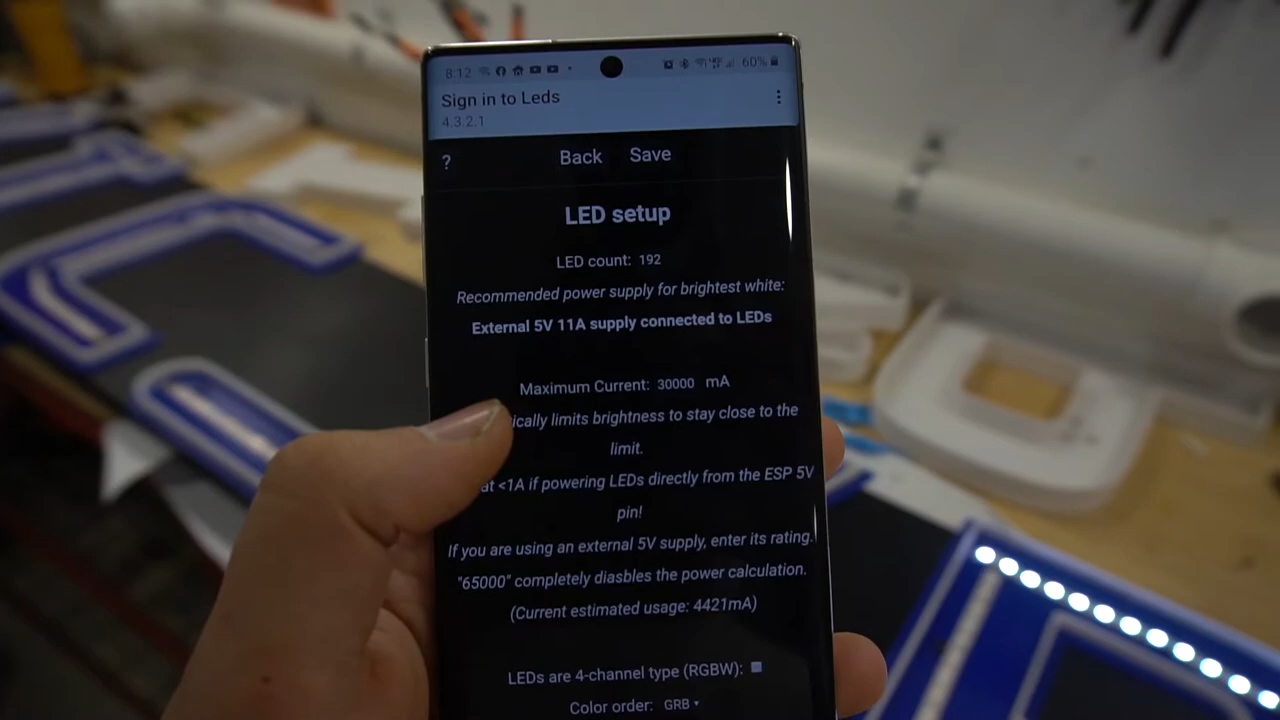 8:12
60%
Sign in to Leds
4.3.2.1
?
Back Save
LED setup
LED count: 192
Recommended power supply for brightest white:
External 5V 11A supply connected to LEDs
Maximum Current: 30000 mA
ically limits brightness to stay close to the
limit.
at <1A if powering LEDs directly from the ESP 5V
pin!
If you are using an external 5V supply, enter its rating.
"65000" completely diasbles the power calculation.
(Current estimated usage: 4421mA)
LEDs are 4-channel type (RGBW):
Color order: GRB